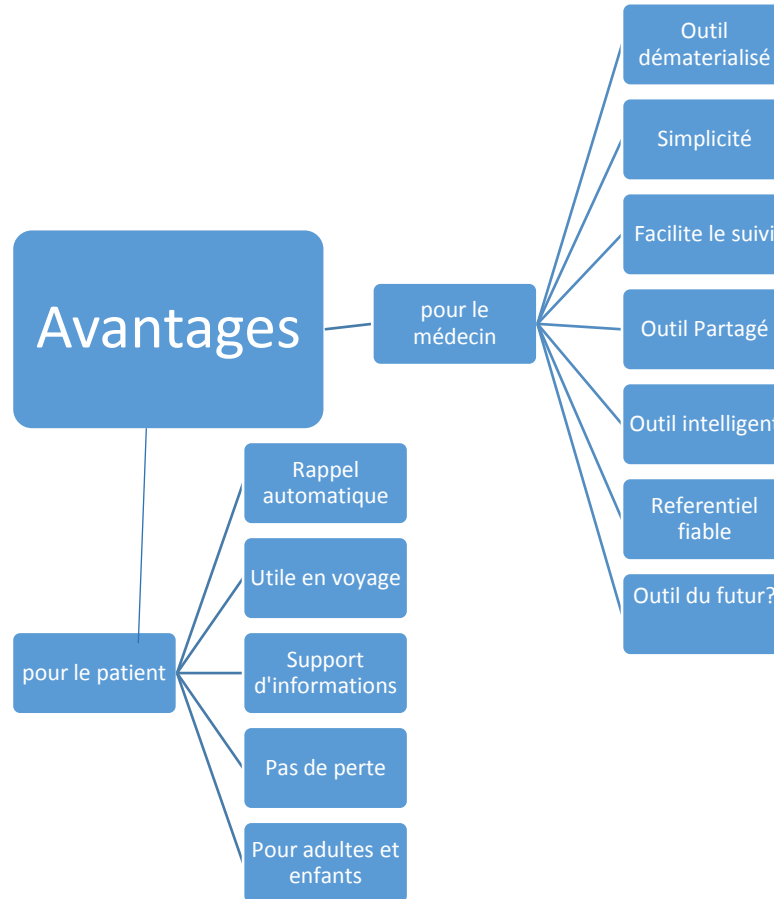 Avantages
pour le
médecin
Outil
dématerialisé
Simplicité
Facilite le suivi
Outil Partagé
Outil intelligent
Réferentiel
fiable
Outil du futur?
pour le patient
Rappel
automatique
Utile en voyage
Support
d'informations
Pas de perte
Pour adultes et
enfants